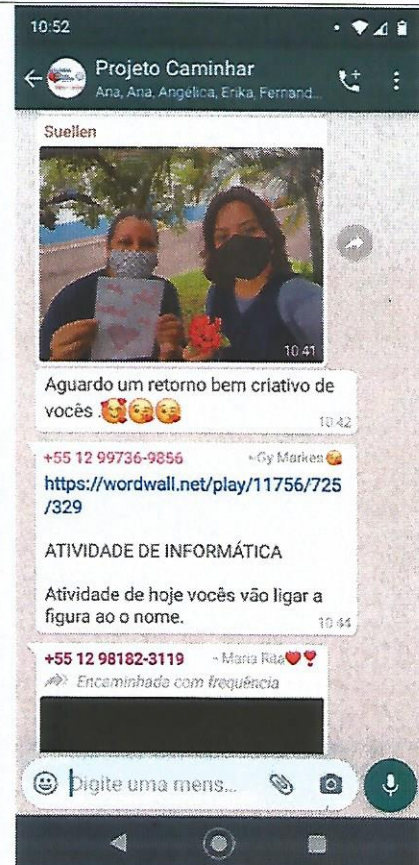 10:52
Projeto Caminhar
Ana, Ana, Angélica, Erika, Fernand...
Suellen
10:41
Aguardo um retorno bem criativo de
vocês .
10:42
+55 12 99736-9856 ~Gy Markes
https://wordwall.net/play/11756/725
/329
ATIVIDADE DE INFORMÁTICA
Atividade de hoje vocês vão ligar a
figura ao o nome.
10:44
+55 12 98182-3119 ~Maria Rita
Encaminhada com frequência
Digite uma mens...